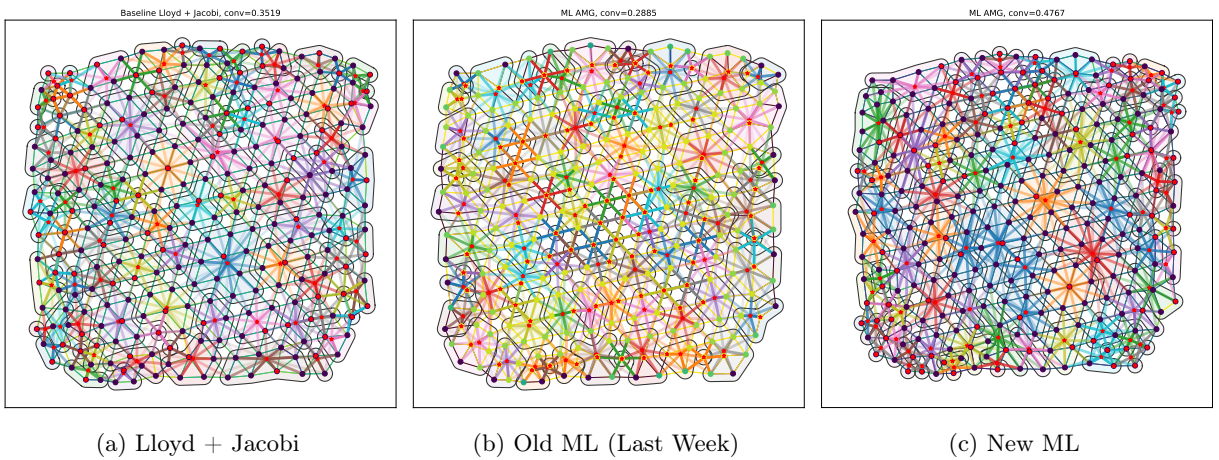 Baseline Lloyd + Jacobi, conv=0.3519
ML AMG, conv=0.2885
ML AMG, conv=0.4767
(a) Lloyd + Jacobi
(b) Old ML (Last Week)
(c) New ML